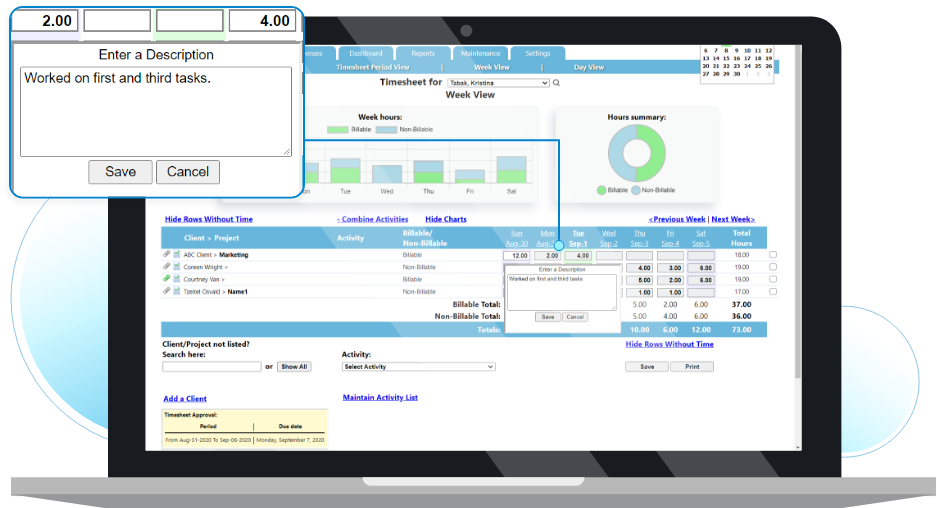 2.00 4.00
Enter a Description
Worked on first and third tasks.
Save Cancel
Dashboard Reports Maintenance Settings
Timesheet Period View | Week View | Day View
6 7 8 9 10 11 12
13 14 15 16 17 18 19
20 21 22 23 24 25 26
27 28 29 30 1 2 3
Timesheet for Tabak, Kristina
Week View
Week hours:
Billable Non-Billable
Tue Wed Thu Fri Sat
Hours summary:
Billable Non-Billable
Hide Rows Without Time - Combine Activities Hide Charts <Previous Week | Next Week>
Client > Project Activity Billable/ Non-Billable Sun Aug-30 Mon Tue Sep-1 Wed Sep-2 Thu Sep-3 Fri Sep-4 Sat Sep-5 Total Hours
ABC Client > Marketing Billable 12.00 2.00 4.00 18.00
Coreen Wright > Non-Billable 4.00 3.00 6.00 19.00
Courtney Van > Billable 5.00 2.00 6.00 19.00
Tzeitel Osvald > Name1 Non-Billable 1.00 1.00 17.00
Enter a Description
Worked on first and third tasks
Save Cancel
Billable Total: 5.00 2.00 6.00 37.00
Non-Billable Total: 5.00 4.00 6.00 36.00
Totals: 10.00 6.00 12.00 73.00
Client/Project not listed? Hide Rows Without Time
Search here: Activity:
or Show All Select Activity Save Print
Add a Client Maintain Activity List
Timesheet Approval:
Period | Due date
From Aug-31-2020 To Sep-06-2020 | Monday, September 7, 2020